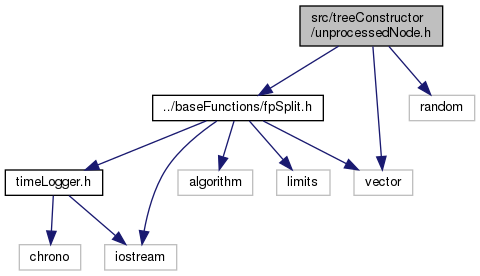 src/treeConstructor
/unprocessedNode.h
../baseFunctions/fpSplit.h
random
timeLogger.h
algorithm
limits
vector
chrono
iostream